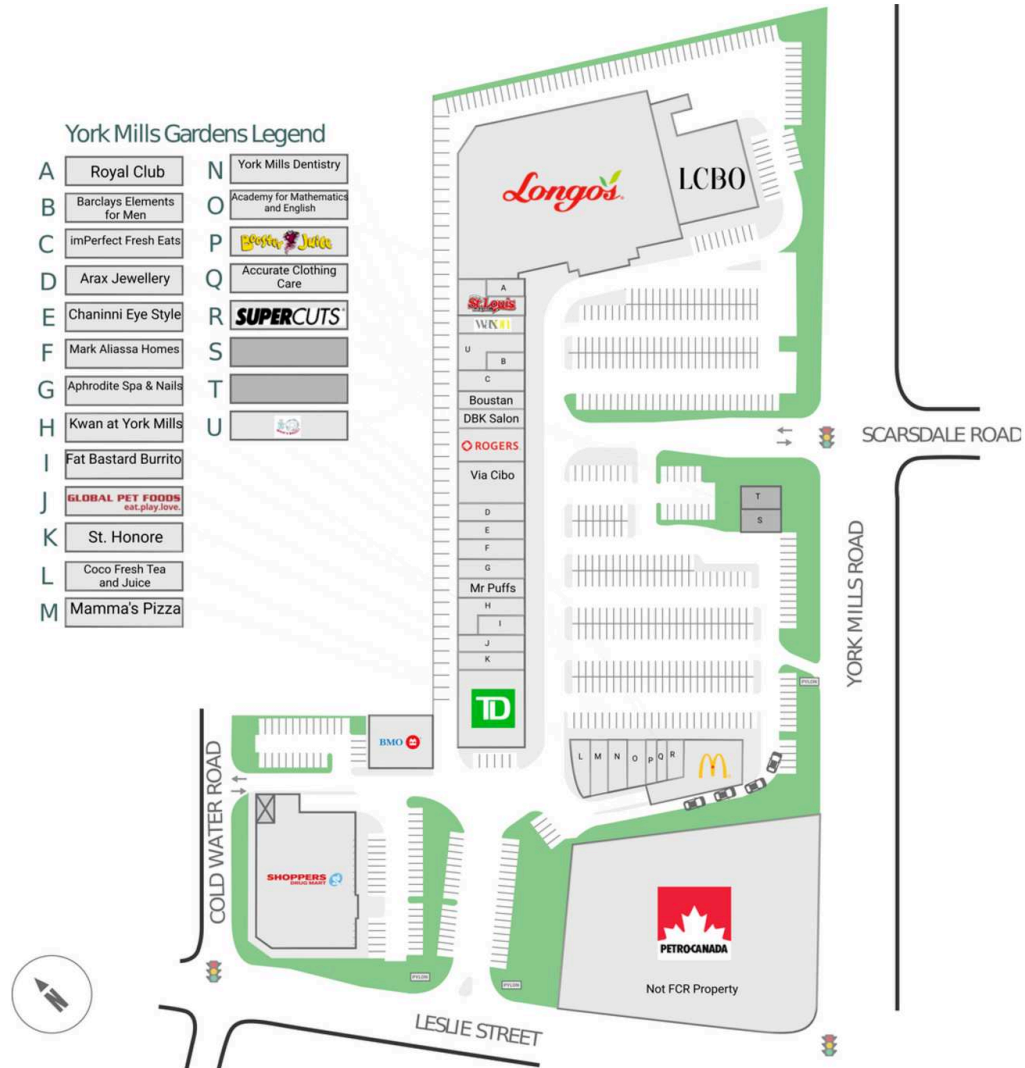 York Mills Gardens Legend
A Royal Club
B Barclays Elements
for Men
C imPerfect Fresh Eats
D Arax Jewellery
E Chaninni Eye Style
F Mark Aliassa Homes
G Aphrodite Spa & Nails
H Kwan at York Mills
I Fat Bastard Burrito
J GLOBAL PET FOODS
eat.play.love.
K St. Honore
L Coco Fresh Tea
and Juice
M Mamma's Pizza
N York Mills Dentistry
O Academy for Mathematics
and English
P Booster Juice
Q Accurate Clothing
Care
R SUPERCUTS
S
T
U
Longo's
LCBO
A
St. Louis
U
B
C
Boustan
DBK Salon
ROGERS
Via Cibo
D
E
F
G
Mr Puffs
H
I
J
K
TD
BMO
T
S
L M N O P Q R
SHOPPERS
DRUG MART
PETRO-CANADA
Not FCR Property
PYLON
PYLON
PYLON
SCARSDALE ROAD
YORK MILLS ROAD
COLD WATER ROAD
LESLIE STREET
N